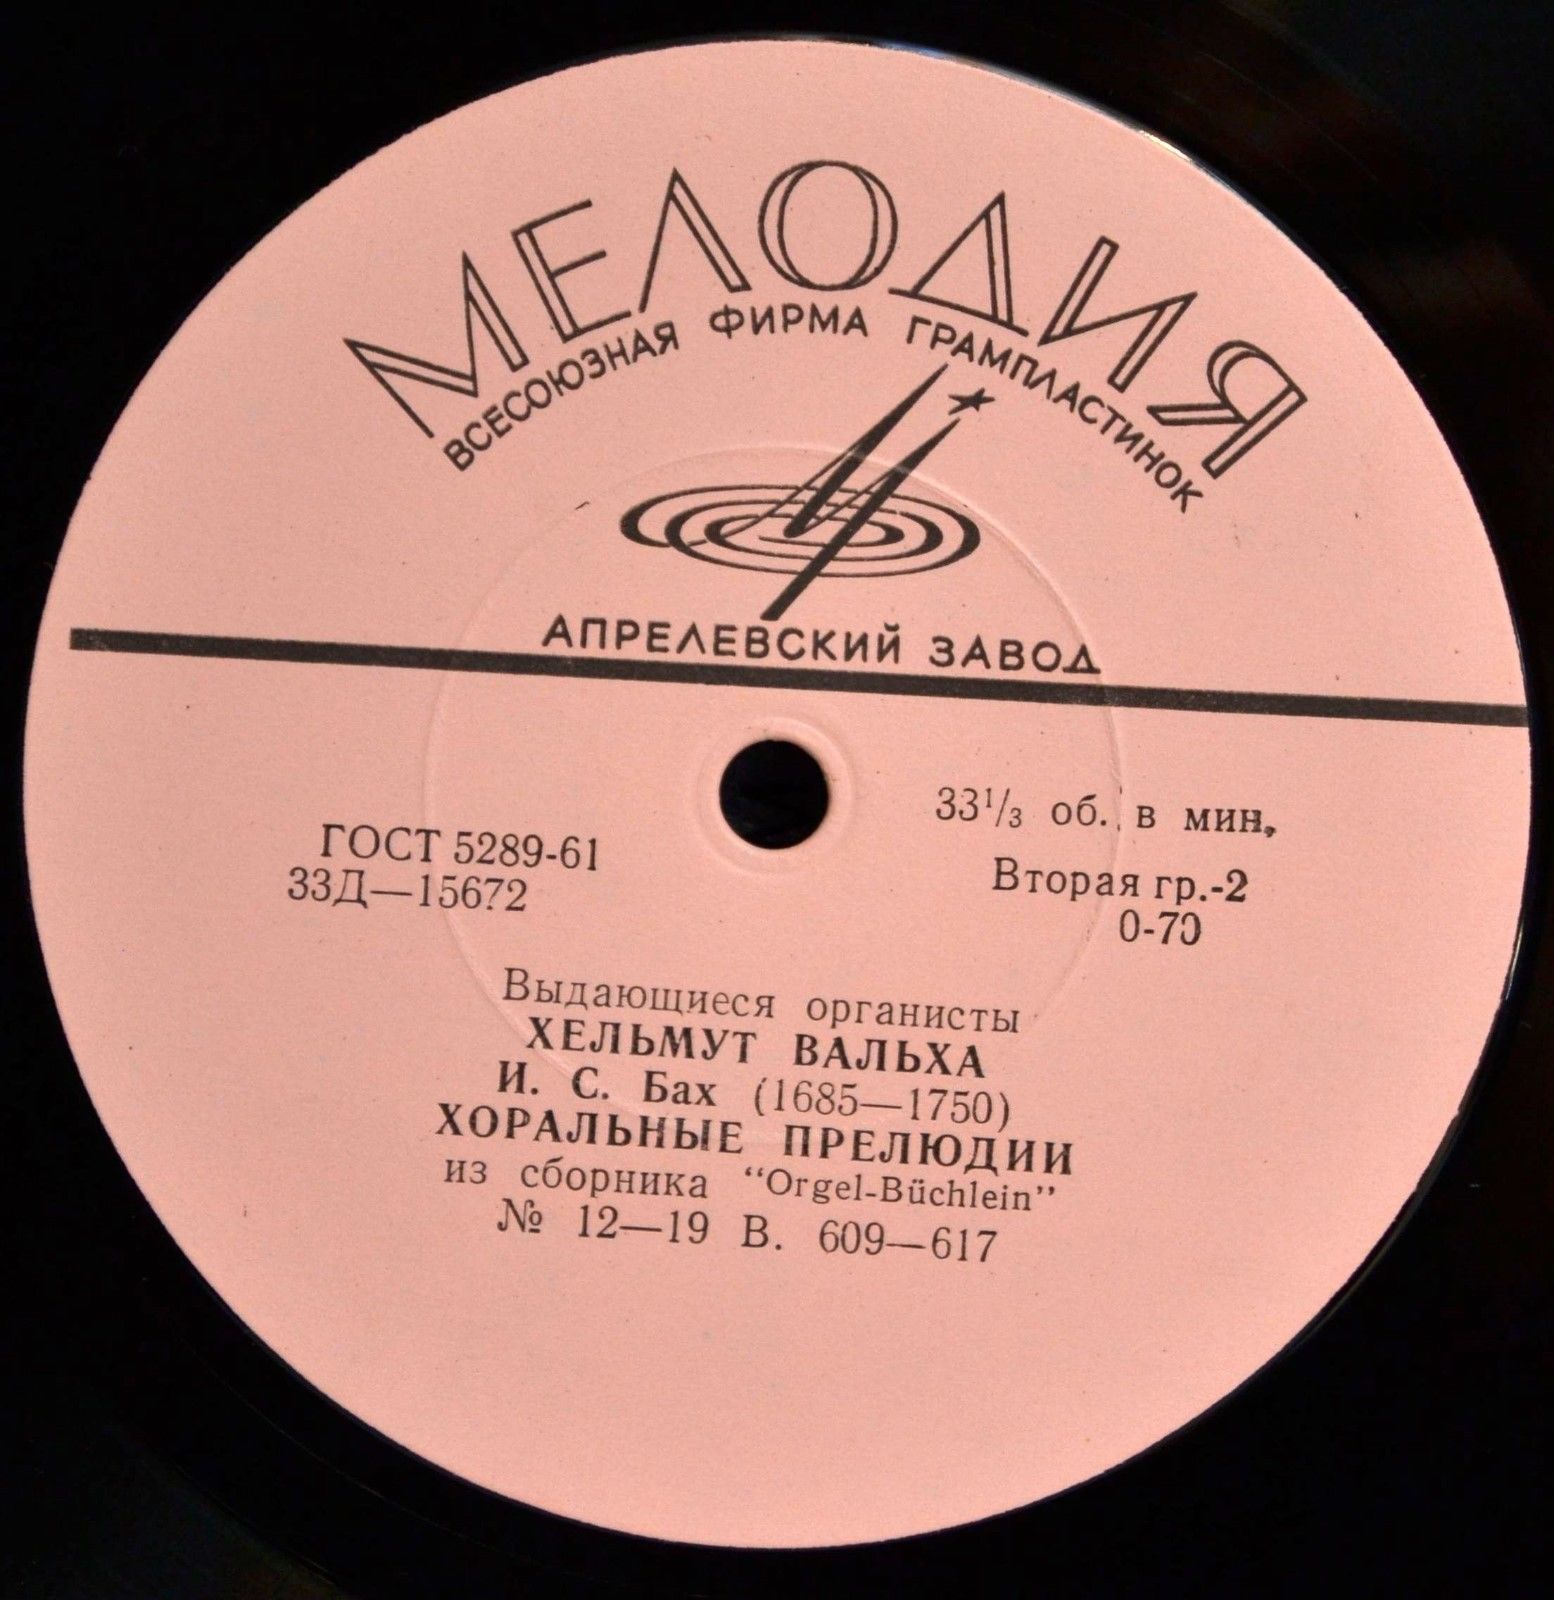 МЕЛОДИЯ
ВСЕСОЮЗНАЯ ФИРМА ГРАМПЛАСТИНОК
АПРЕЛЕВСКИЙ ЗАВОД
ГОСТ 5289-61
33Д—15672
33¹/₃ об. в мин.
Вторая гр.-2
0-70
Выдающиеся органисты
ХЕЛЬМУТ ВАЛЬХА
И. С. Бах (1685—1750)
ХОРАЛЬНЫЕ ПРЕЛЮДИИ
из сборника “Orgel-Büchlein”
№ 12—19 В. 609—617